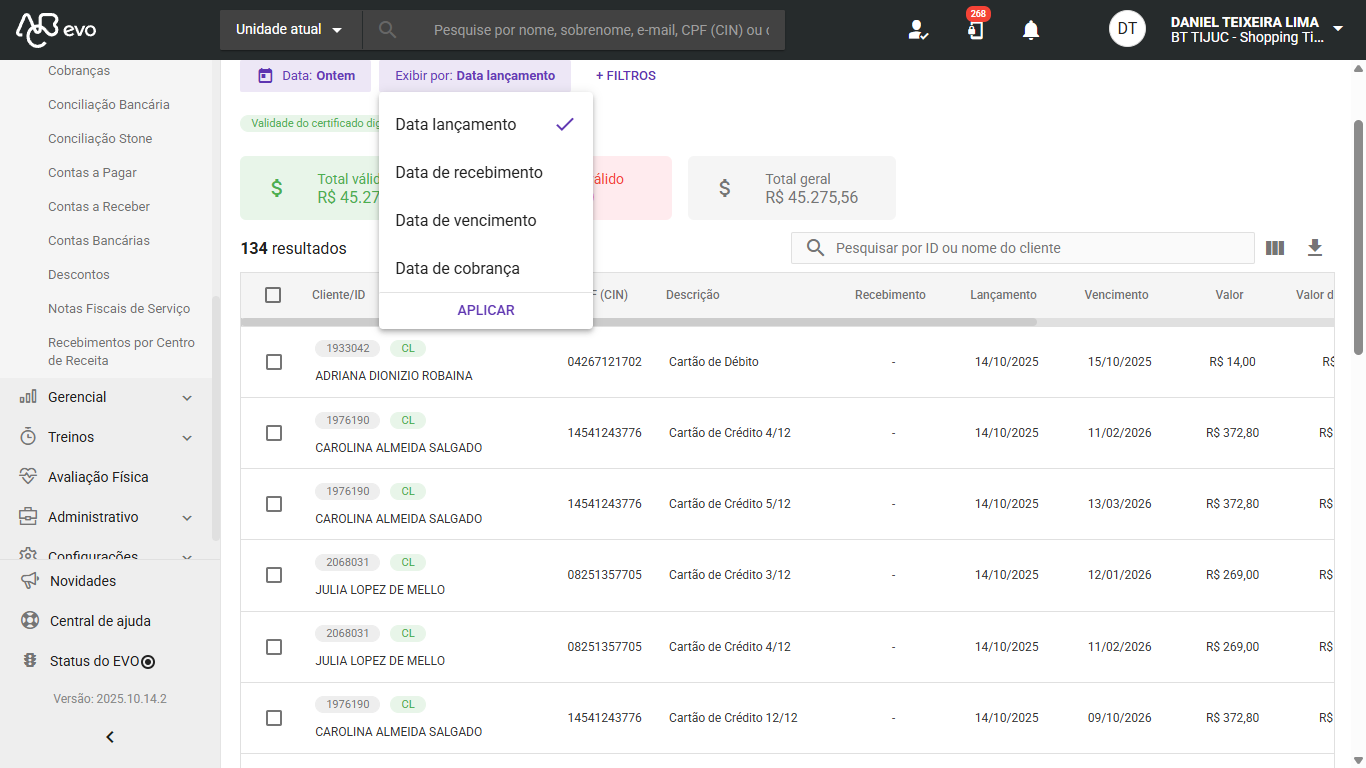 evo
Unidade atual
Pesquise por nome, sobrenome, e-mail, CPF (CIN) ou
268
DT
DANIEL TEIXEIRA LIMA
BT TIJUC - Shopping Ti...
Cobranças
Conciliação Bancária
Conciliação Stone
Contas a Pagar
Contas a Receber
Contas Bancárias
Descontos
Notas Fiscais de Serviço
Recebimentos por Centro
de Receita
Gerencial
Treinos
Avaliação Física
Administrativo
Configurações
Novidades
Central de ajuda
Status do EVO
Versão: 2025.10.14.2
Data: Ontem
Exibir por: Data lançamento
+ FILTROS
Validade do certificado dig
Data lançamento
Data de recebimento
Data de vencimento
Data de cobrança
APLICAR
$
Total válid
R$ 45.27
álido
$
Total geral
R$ 45.275,56
134 resultados
Pesquisar por ID ou nome do cliente
Cliente/ID (CIN) Descrição Recebimento Lançamento Vencimento Valor Valor d
1933042 CL
ADRIANA DIONIZIO ROBAINA
04267121702 Cartão de Débito - 14/10/2025 15/10/2025 R$ 14,00 R$
1976190 CL
CAROLINA ALMEIDA SALGADO
14541243776 Cartão de Crédito 4/12 - 14/10/2025 11/02/2026 R$ 372,80 R$
1976190 CL
CAROLINA ALMEIDA SALGADO
14541243776 Cartão de Crédito 5/12 - 14/10/2025 13/03/2026 R$ 372,80 R$
2068031 CL
JULIA LOPEZ DE MELLO
08251357705 Cartão de Crédito 3/12 - 14/10/2025 12/01/2026 R$ 269,00 R$
2068031 CL
JULIA LOPEZ DE MELLO
08251357705 Cartão de Crédito 4/12 - 14/10/2025 11/02/2026 R$ 269,00 R$
1976190 CL
CAROLINA ALMEIDA SALGADO
14541243776 Cartão de Crédito 12/12 - 14/10/2025 09/10/2026 R$ 372,80 R$